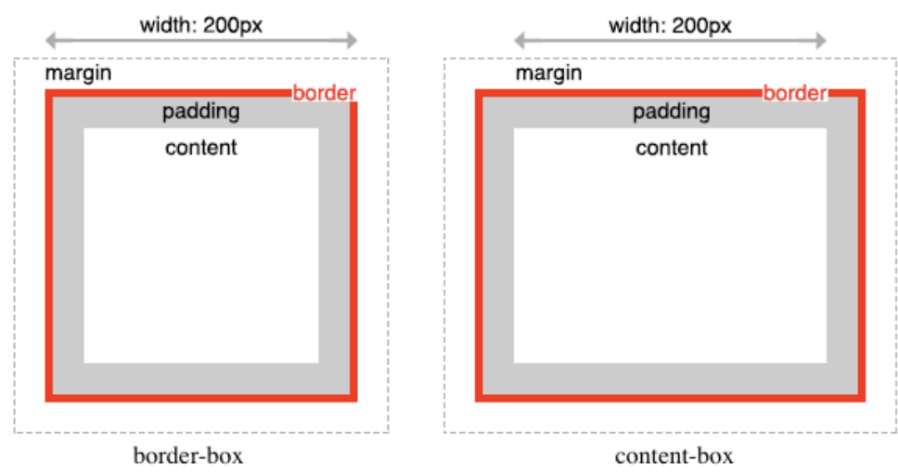 width: 200px
margin
border
padding
content
border-box
width: 200px
margin
border
padding
content
content-box